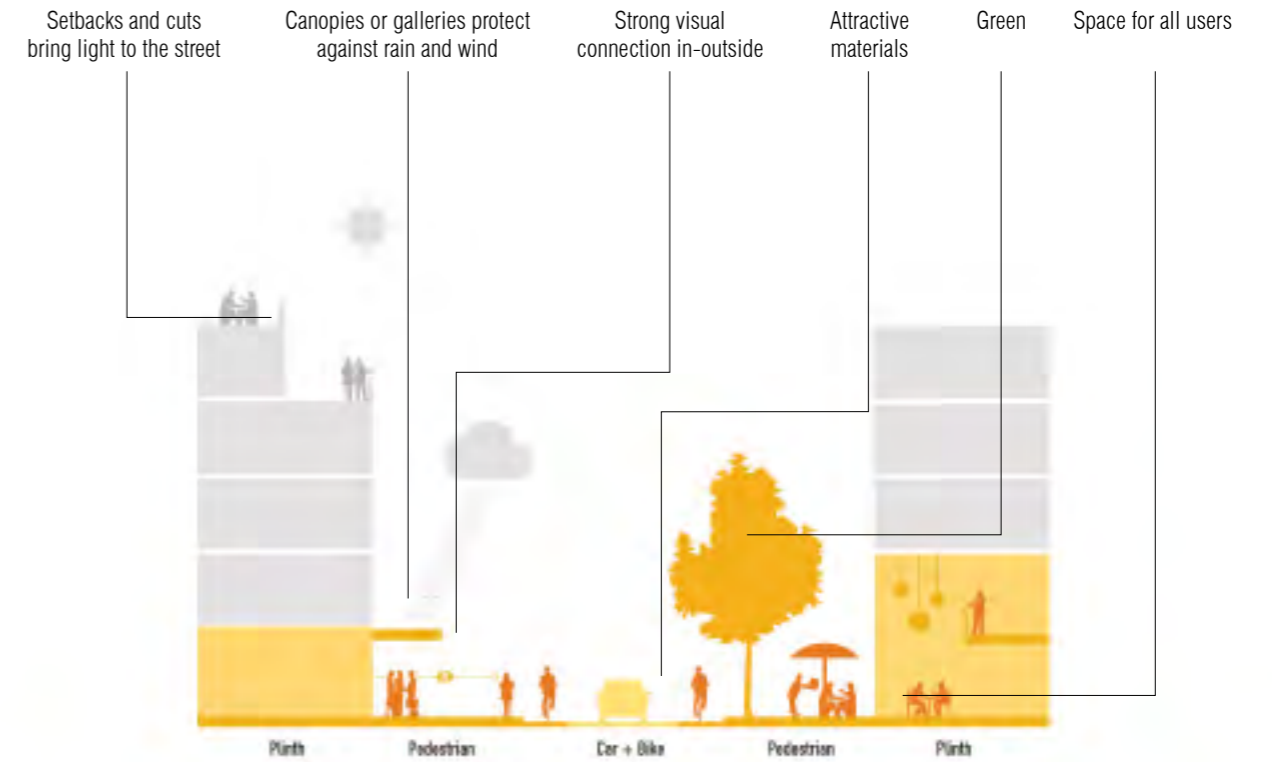 Setbacks and cuts
bring light to the street
Canopies or galleries protect
against rain and wind
Strong visual
connection in-outside
Attractive
materials
Green
Space for all users
Plinth
Pedestrian
Car + Bike
Pedestrian
Plinth